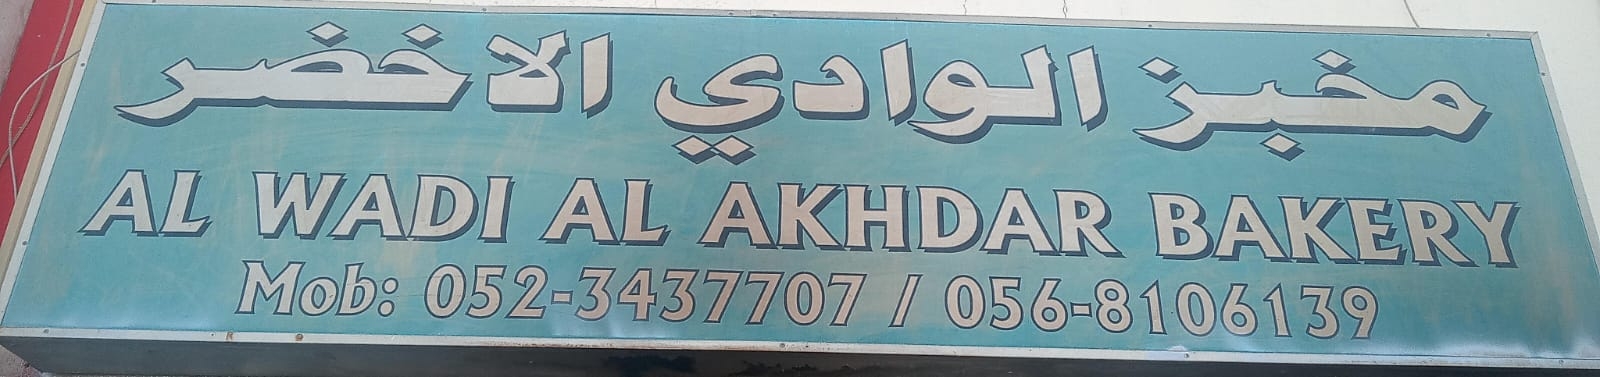 مخبز الوادي الاخضر
AL WADI AL AKHDAR BAKERY
Mob: 052-3437707 / 056-8106139